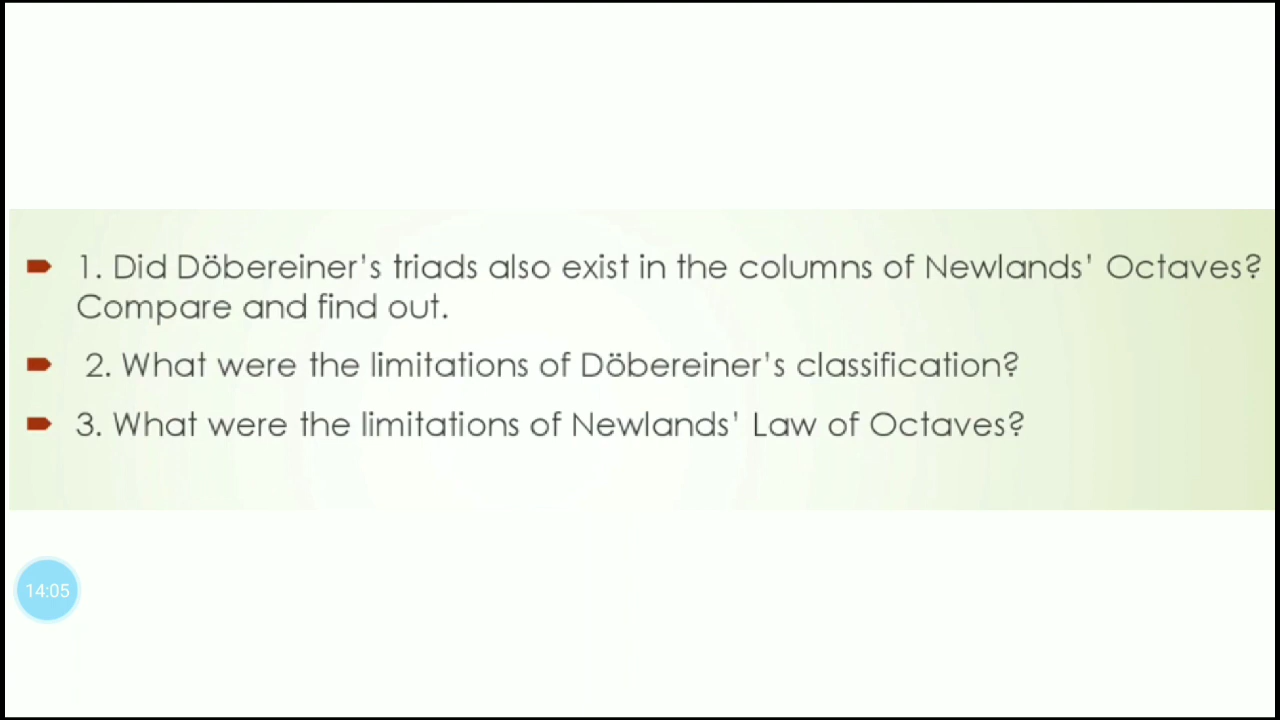 1. Did Döbereiner's triads also exist in the columns of Newlands' Octaves?
Compare and find out.
2. What were the limitations of Döbereiner's classification?
3. What were the limitations of Newlands' Law of Octaves?
14:05